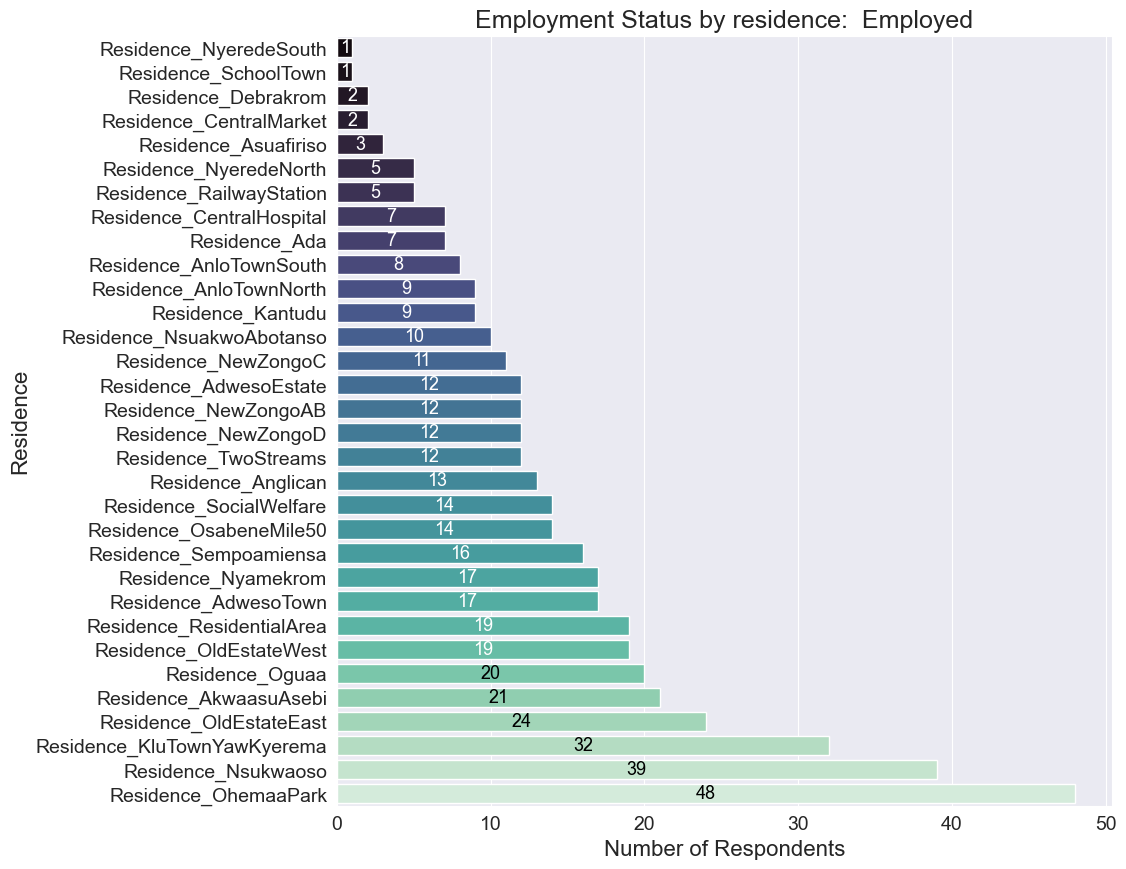 Employment Status by residence:  Employed
Residence_NyeredeSouth 1
Residence_SchoolTown 1
Residence_Debrakrom 2
Residence_CentralMarket 2
Residence_Asuafiriso 3
Residence_NyeredeNorth 5
Residence_RailwayStation 5
Residence_CentralHospital 7
Residence_Ada 7
Residence_AnloTownSouth 8
Residence_AnloTownNorth 9
Residence_Kantudu 9
Residence_NsuakwoAbotanso 10
Residence_NewZongoC 11
Residence_AdwesoEstate 12
Residence_NewZongoAB 12
Residence_NewZongoD 12
Residence_TwoStreams 12
Residence_Anglican 13
Residence_SocialWelfare 14
Residence_OsabeneMile50 14
Residence_Sempoamiensa 16
Residence_Nyamekrom 17
Residence_AdwesoTown 17
Residence_ResidentialArea 19
Residence_OldEstateWest 19
Residence_Oguaa 20
Residence_AkwaasuAsebi 21
Residence_OldEstateEast 24
Residence_KluTownYawKyerema 32
Residence_Nsukwaoso 39
Residence_OhemaaPark 48
Residence
0 10 20 30 40 50
Number of Respondents